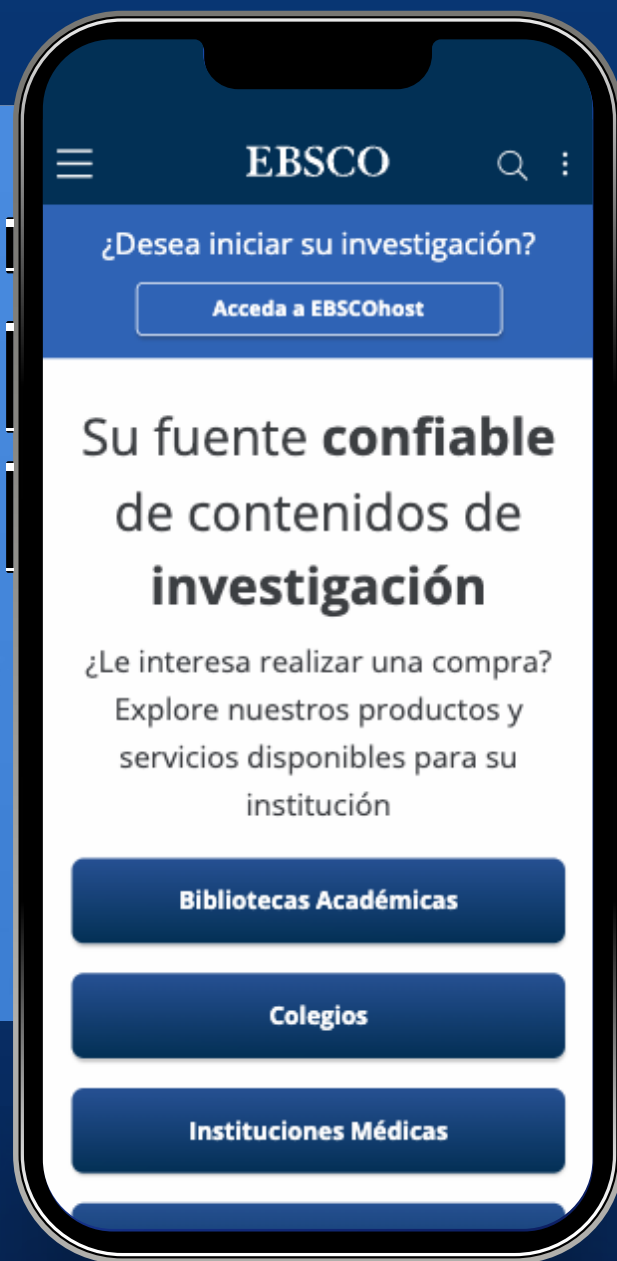 EBSCO
¿Desea iniciar su investigación?
Acceda a EBSCOhost
Su fuente confiable
de contenidos de
investigación
¿Le interesa realizar una compra?
Explore nuestros productos y
servicios disponibles para su
institución
Bibliotecas Académicas
Colegios
Instituciones Médicas